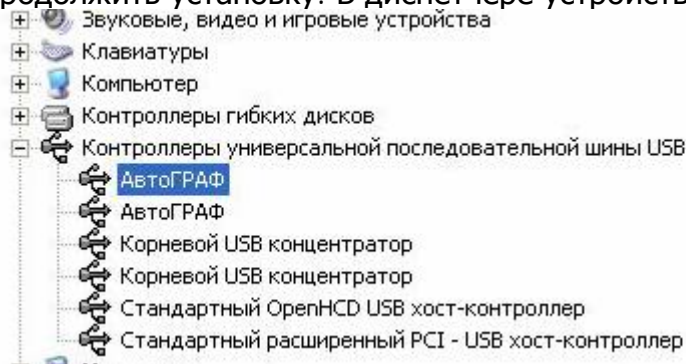 родолжить установку. В диспетчере устройств
Звуковые, видео и игровые устройства
Клавиатуры
Компьютер
Контроллеры гибких дисков
Контроллеры универсальной последовательной шины USB
АвтоГРАФ
АвтоГРАФ
Корневой USB концентратор
Корневой USB концентратор
Стандартный OpenHCD USB хост-контроллер
Стандартный расширенный PCI - USB хост-контроллер